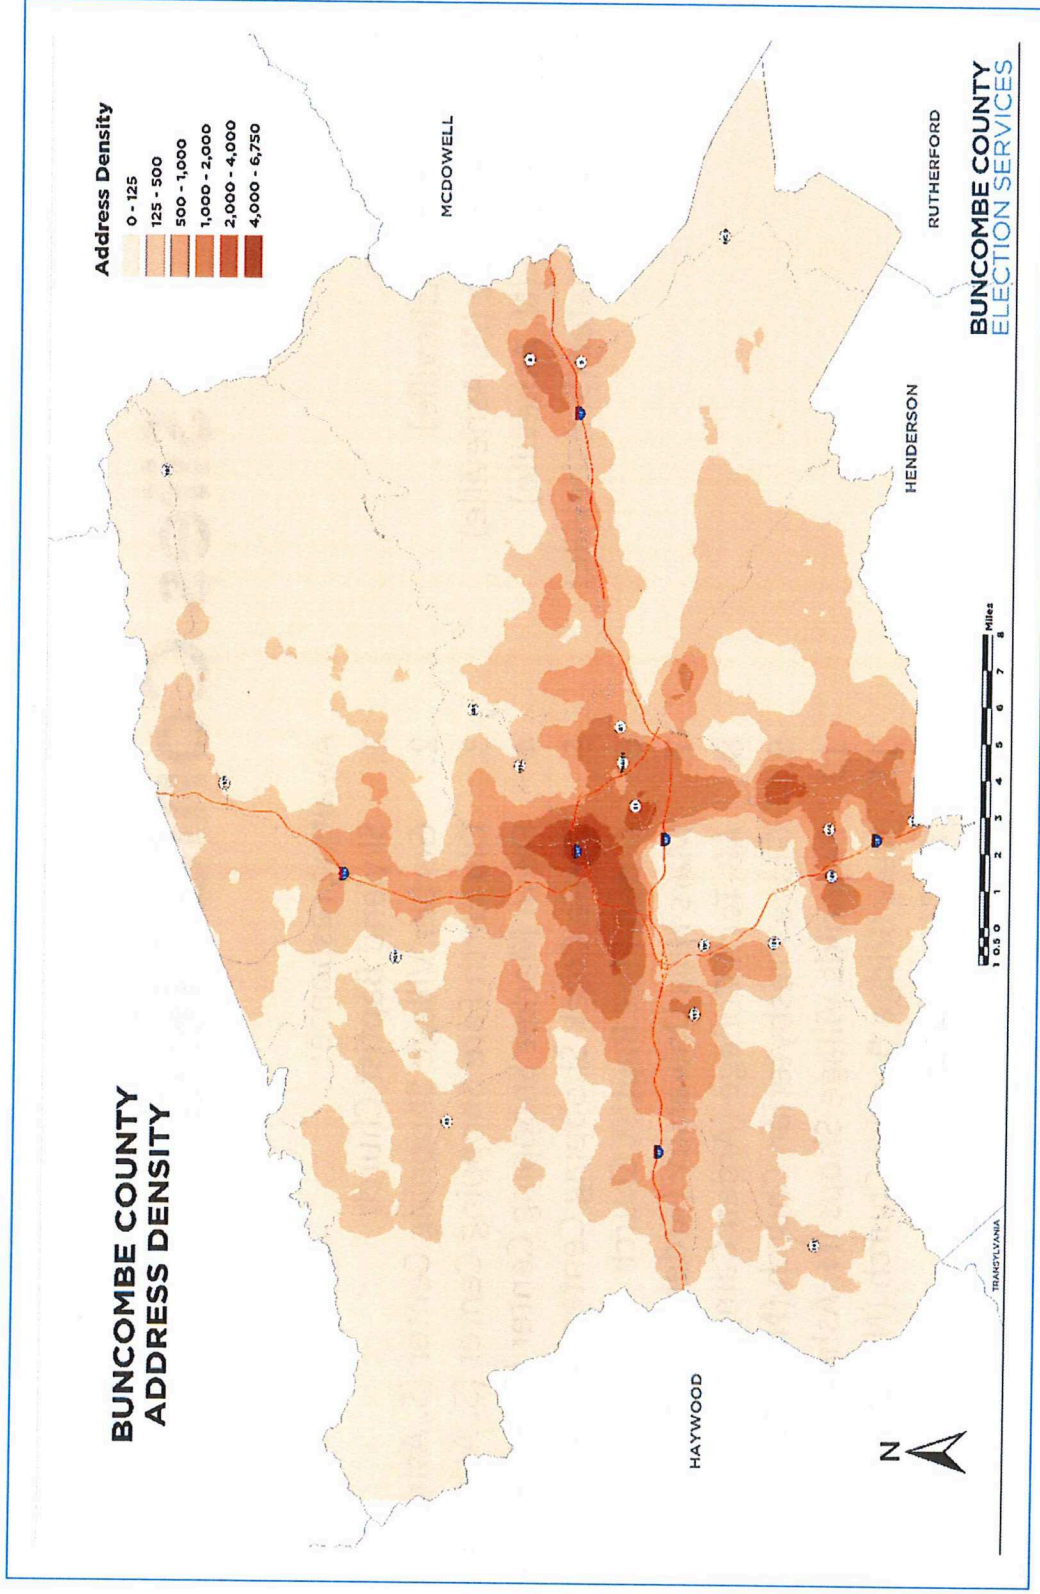 BUNCOMBE COUNTY
ADDRESS DENSITY
Address Density
0 - 125
125 - 500
500 - 1,000
1,000 - 2,000
2,000 - 4,000
4,000 - 6,750
MCDOWELL
HAYWOOD
RUTHERFORD
HENDERSON
TRANSYLVANIA
N
Miles
1 0.5 0 1 2 3 4 5 6 7 8
BUNCOMBE COUNTY
ELECTION SERVICES